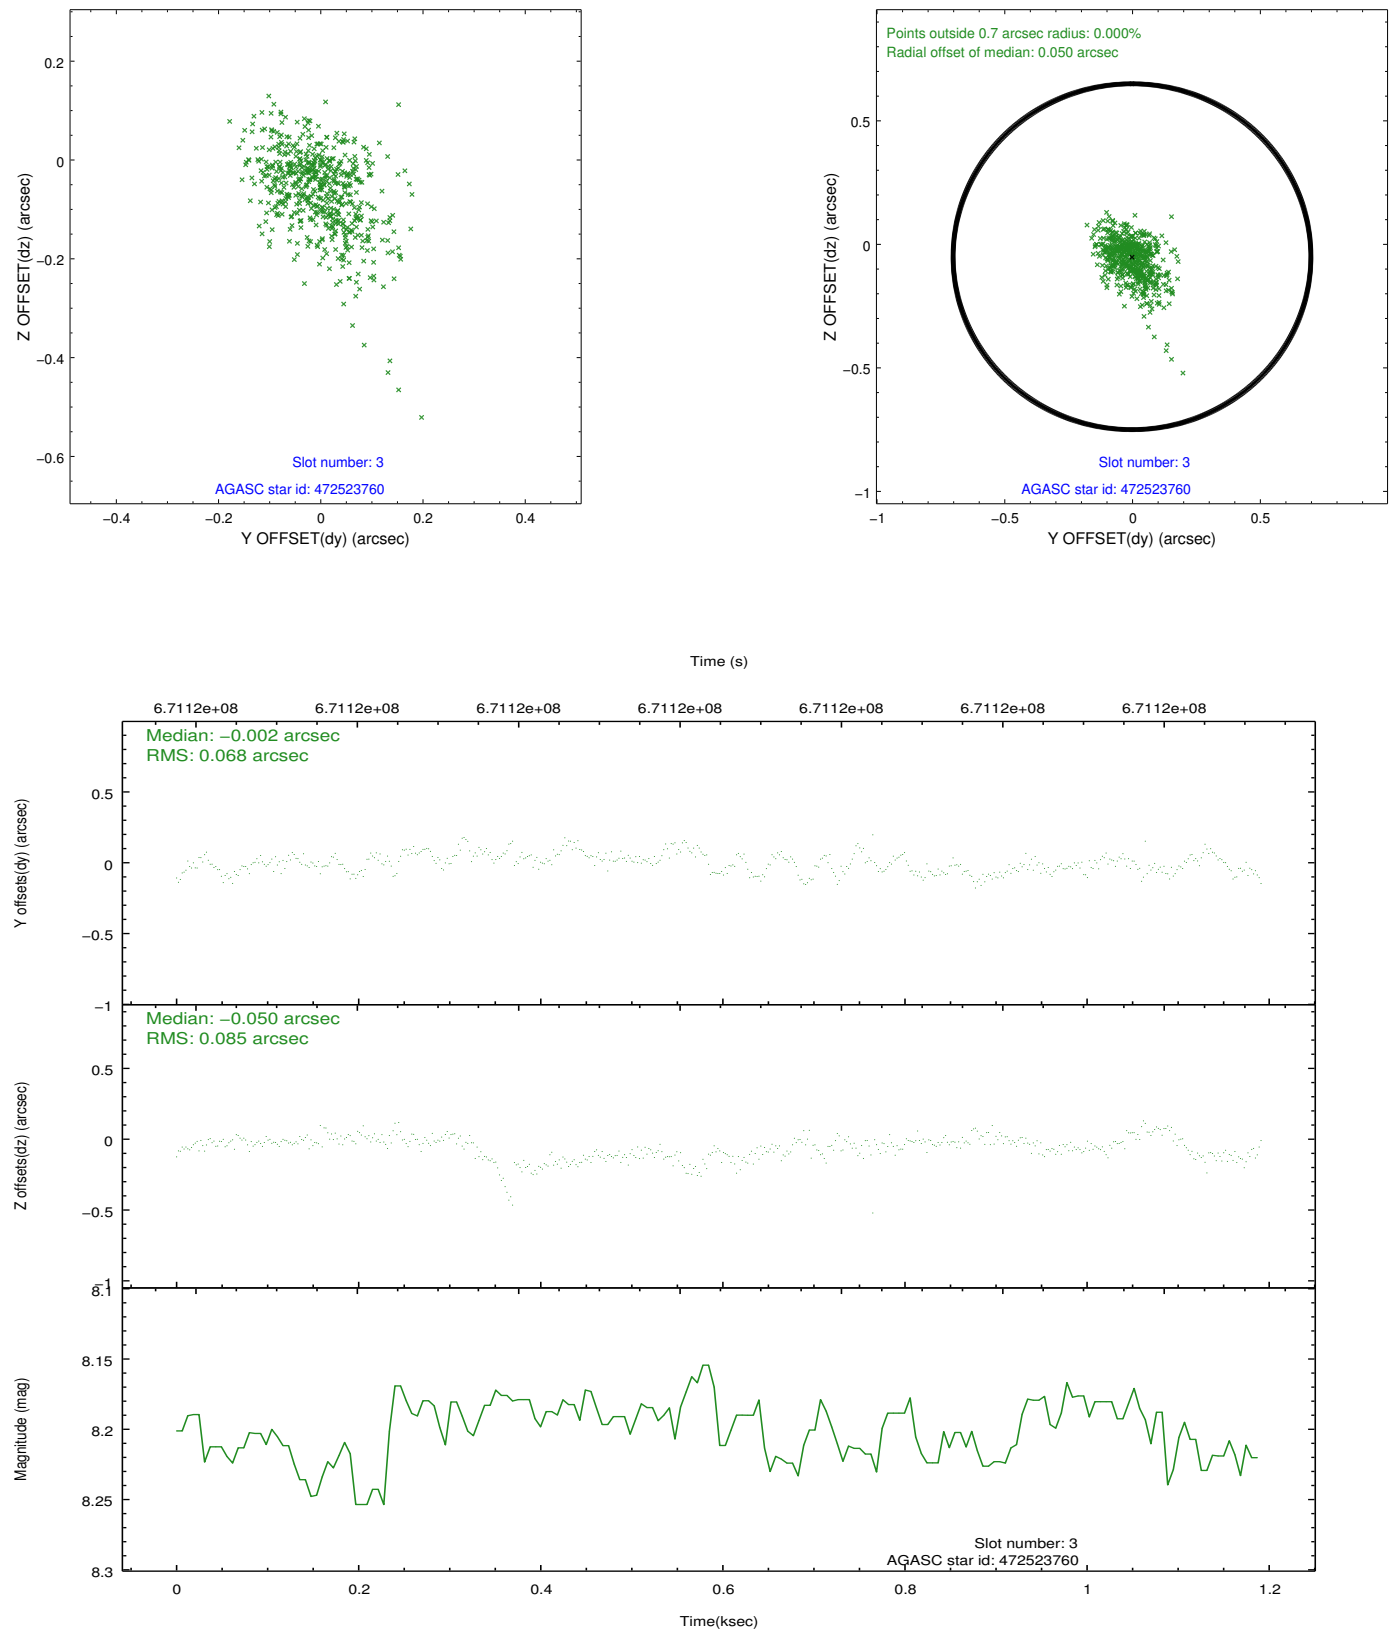 0.2
0
−0.2
−0.4
−0.6
Z OFFSET(dz) (arcsec)
Slot number: 3
AGASC star id: 472523760
−0.4 −0.2 0 0.2 0.4
Y OFFSET(dy) (arcsec)
Points outside 0.7 arcsec radius: 0.000%
Radial offset of median: 0.050 arcsec
0.5
0
−0.5
−1
Z OFFSET(dz) (arcsec)
Slot number: 3
AGASC star id: 472523760
−1 −0.5 0 0.5
Y OFFSET(dy) (arcsec)
Time (s)
6.7112e+08 6.7112e+08 6.7112e+08 6.7112e+08 6.7112e+08 6.7112e+08 6.7112e+08
Median: −0.002 arcsec
RMS: 0.068 arcsec
0.5
0
−0.5
−1
Y offsets(dy) (arcsec)
Median: −0.050 arcsec
RMS: 0.085 arcsec
0.5
0
−0.5
−1
Z offsets(dz) (arcsec)
8.1
8.15
8.2
8.25
8.3
Magnitude (mag)
Slot number: 3
AGASC star id: 472523760
0 0.2 0.4 0.6 0.8 1 1.2
Time(ksec)